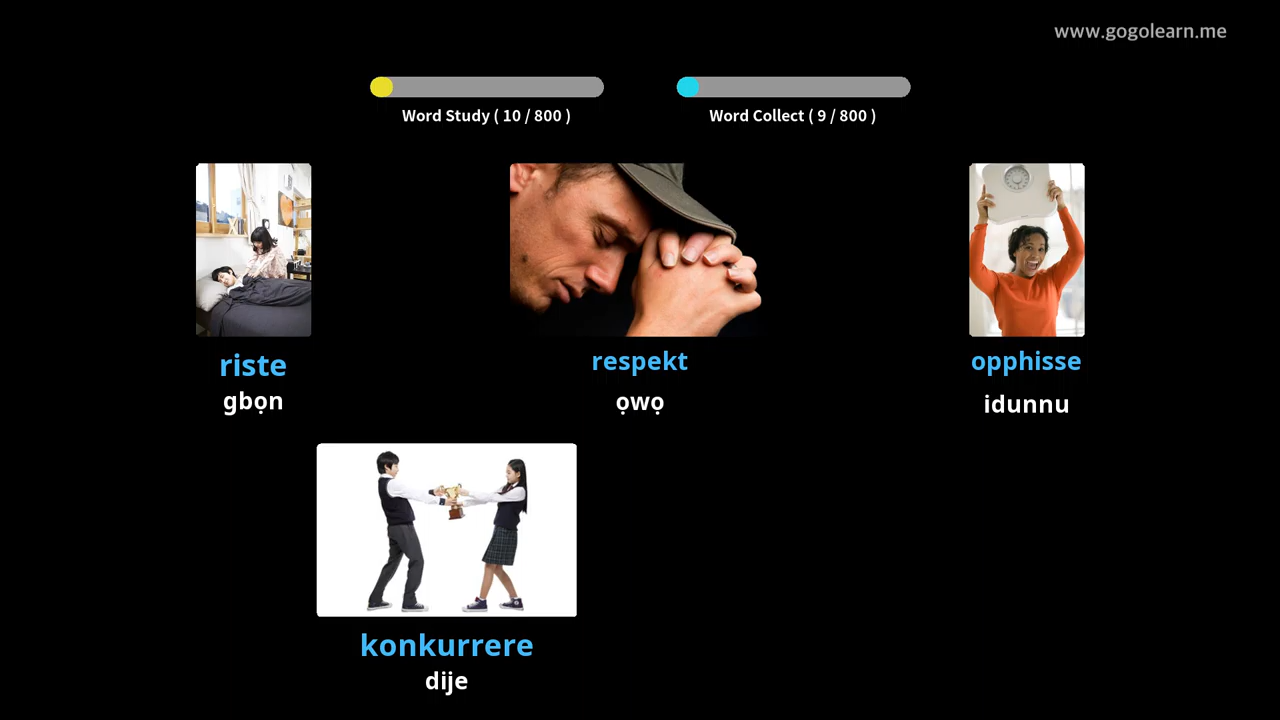 www.gogolearn.me
Word Study ( 10 / 800 )
Word Collect ( 9 / 800 )
riste
gbọn
respekt
ọwọ
opphisse
idunnu
konkurrere
dije